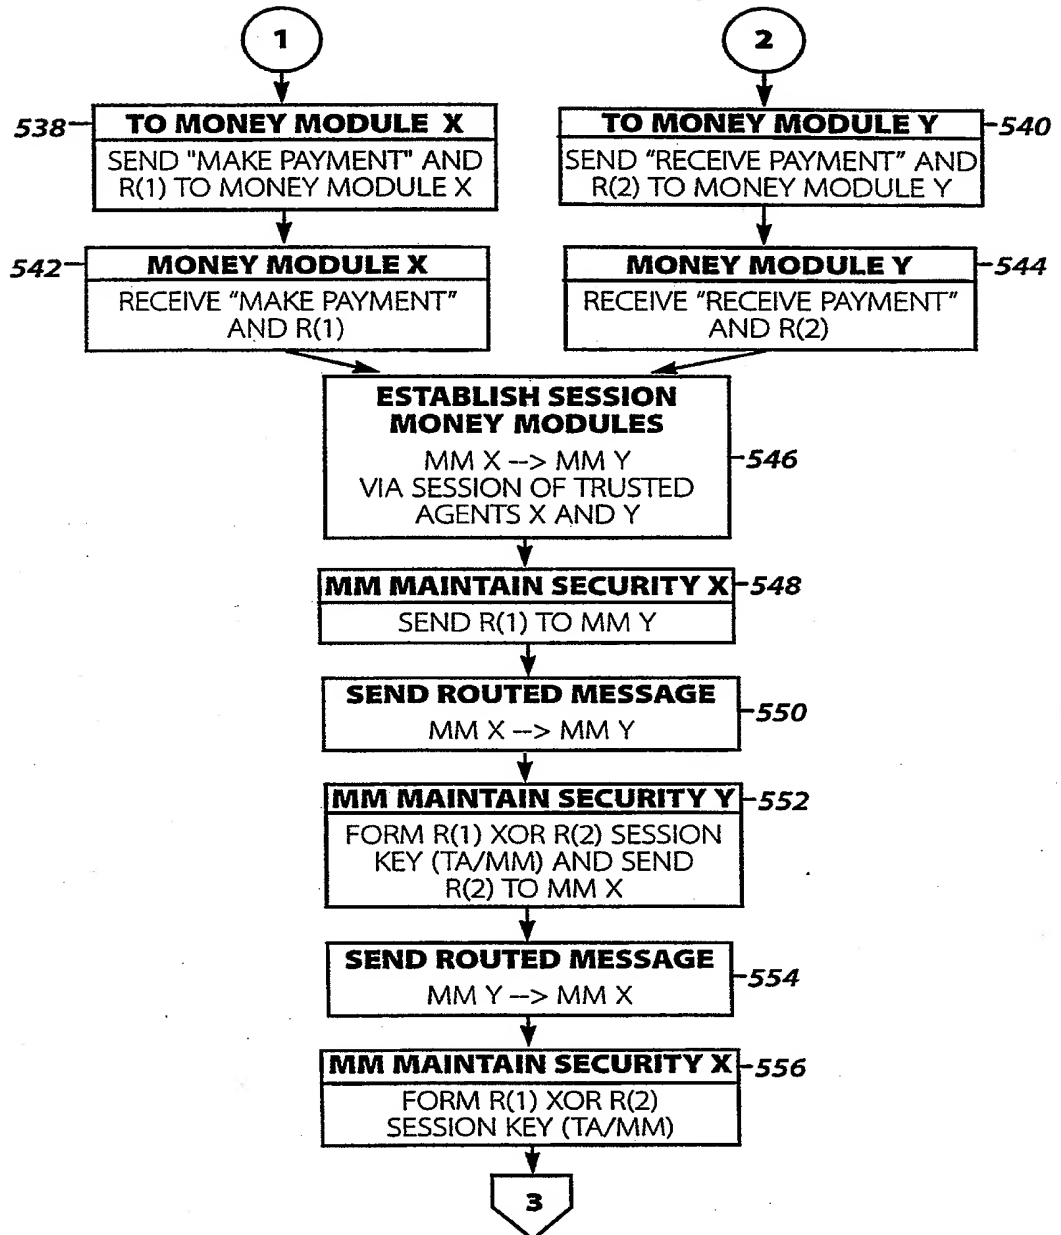 1
2
538
TO MONEY MODULE X
SEND "MAKE PAYMENT" AND
R(1) TO MONEY MODULE X
TO MONEY MODULE Y
540
SEND "RECEIVE PAYMENT" AND
R(2) TO MONEY MODULE Y
542
MONEY MODULE X
RECEIVE "MAKE PAYMENT"
AND R(1)
MONEY MODULE Y
544
RECEIVE "RECEIVE PAYMENT"
AND R(2)
ESTABLISH SESSION
MONEY MODULES
MM X --> MM Y
546
VIA SESSION OF TRUSTED
AGENTS X AND Y
MM MAINTAIN SECURITY X
548
SEND R(1) TO MM Y
SEND ROUTED MESSAGE
550
MM X --> MM Y
MM MAINTAIN SECURITY Y
552
FORM R(1) XOR R(2) SESSION
KEY (TA/MM) AND SEND
R(2) TO MM X
SEND ROUTED MESSAGE
554
MM Y --> MM X
MM MAINTAIN SECURITY X
556
FORM R(1) XOR R(2)
SESSION KEY (TA/MM)
3